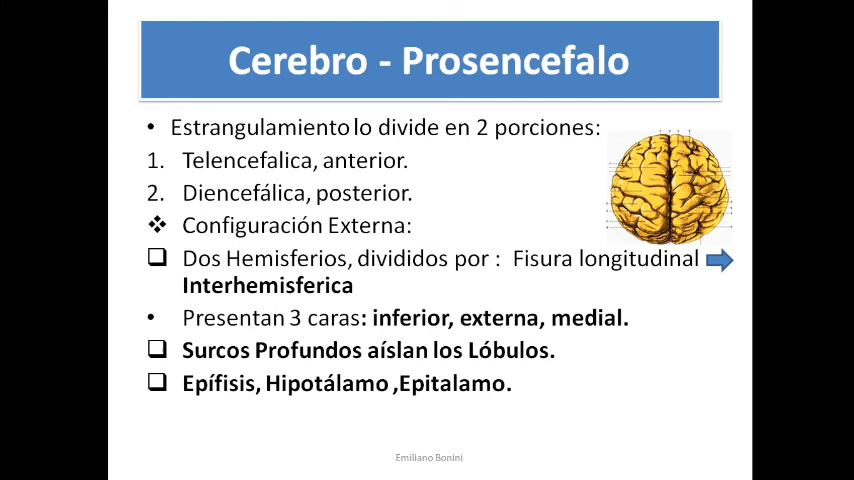 Cerebro - Prosencefalo
• Estrangulamiento lo divide en 2 porciones:
1. Telencefalica, anterior.
2. Diencefálica, posterior.
❖ Configuración Externa:
❑ Dos Hemisferios, divididos por : Fisura longitudinal
Interhemisferica
• Presentan 3 caras: inferior, externa, medial.
❑ Surcos Profundos aíslan los Lóbulos.
❑ Epífisis, Hipotálamo ,Epitalamo.
Emiliano Bonini